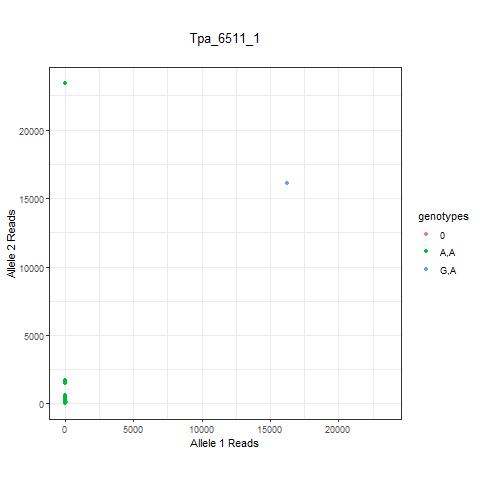 Tpa_6511_1
Allele 2 Reads
20000
15000
10000
5000
0
0 5000 10000 15000 20000
Allele 1 Reads
genotypes
0
A,A
G,A